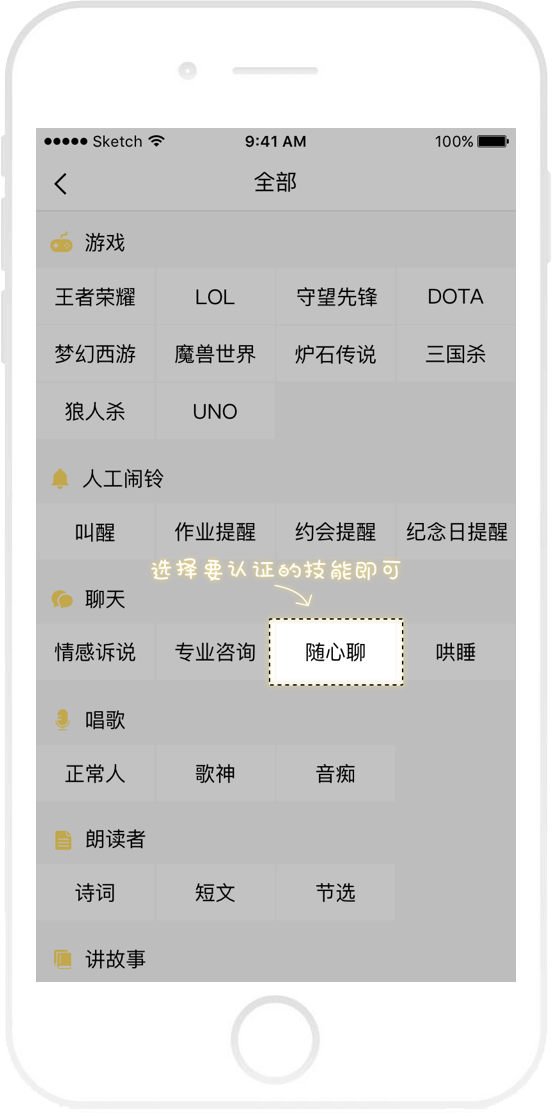 Sketch 9:41 AM 100%
全部
游戏
王者荣耀 LOL 守望先锋 DOTA
梦幻西游 魔兽世界 炉石传说 三国杀
狼人杀 UNO
人工闹铃
叫醒 作业提醒 约会提醒 纪念日提醒
选择要认证的技能即可
聊天
情感诉说 专业咨询 随心聊 哄睡
唱歌
正常人 歌神 音痴
朗读者
诗词 短文 节选
讲故事